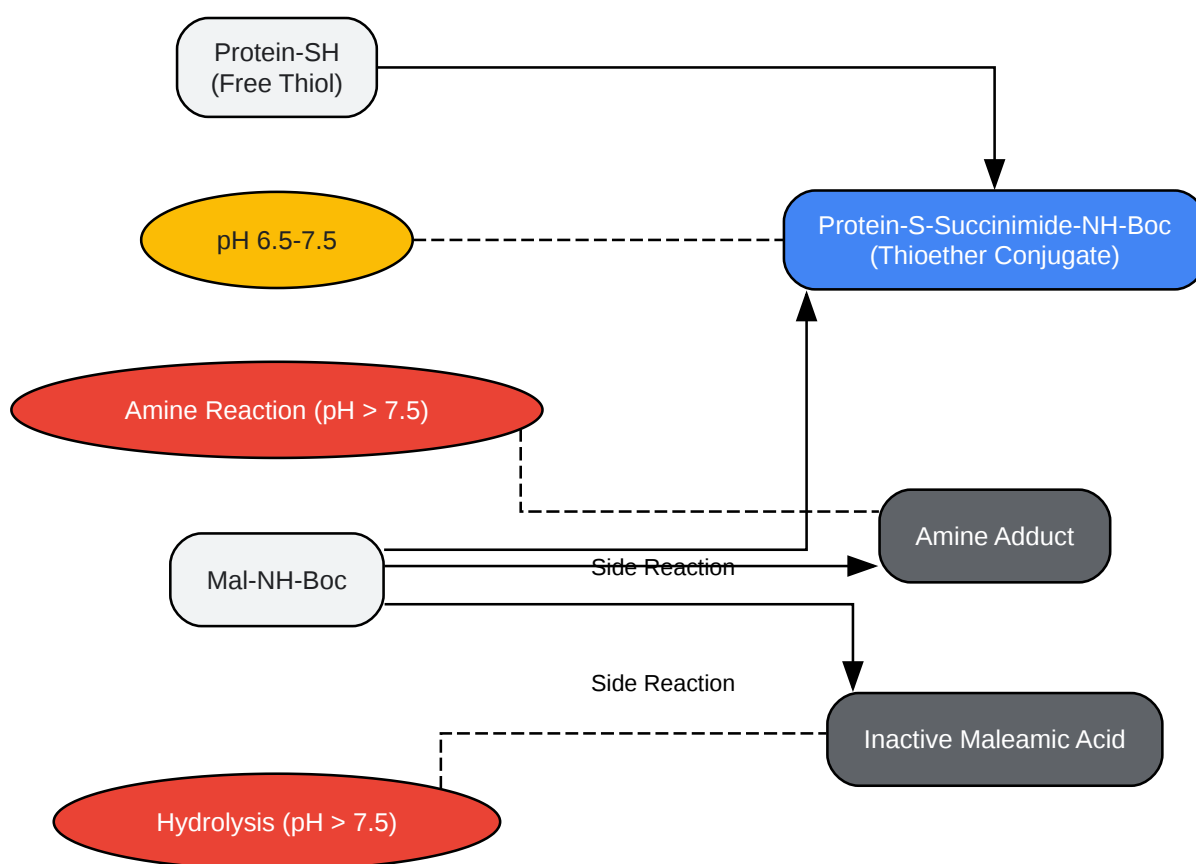 Protein-SH
(Free Thiol)
pH 6.5-7.5
Protein-S-Succinimide-NH-Boc
(Thioether Conjugate)
Amine Reaction (pH > 7.5)
Amine Adduct
Mal-NH-Boc
Side Reaction
Side Reaction
Inactive Maleamic Acid
Hydrolysis (pH > 7.5)